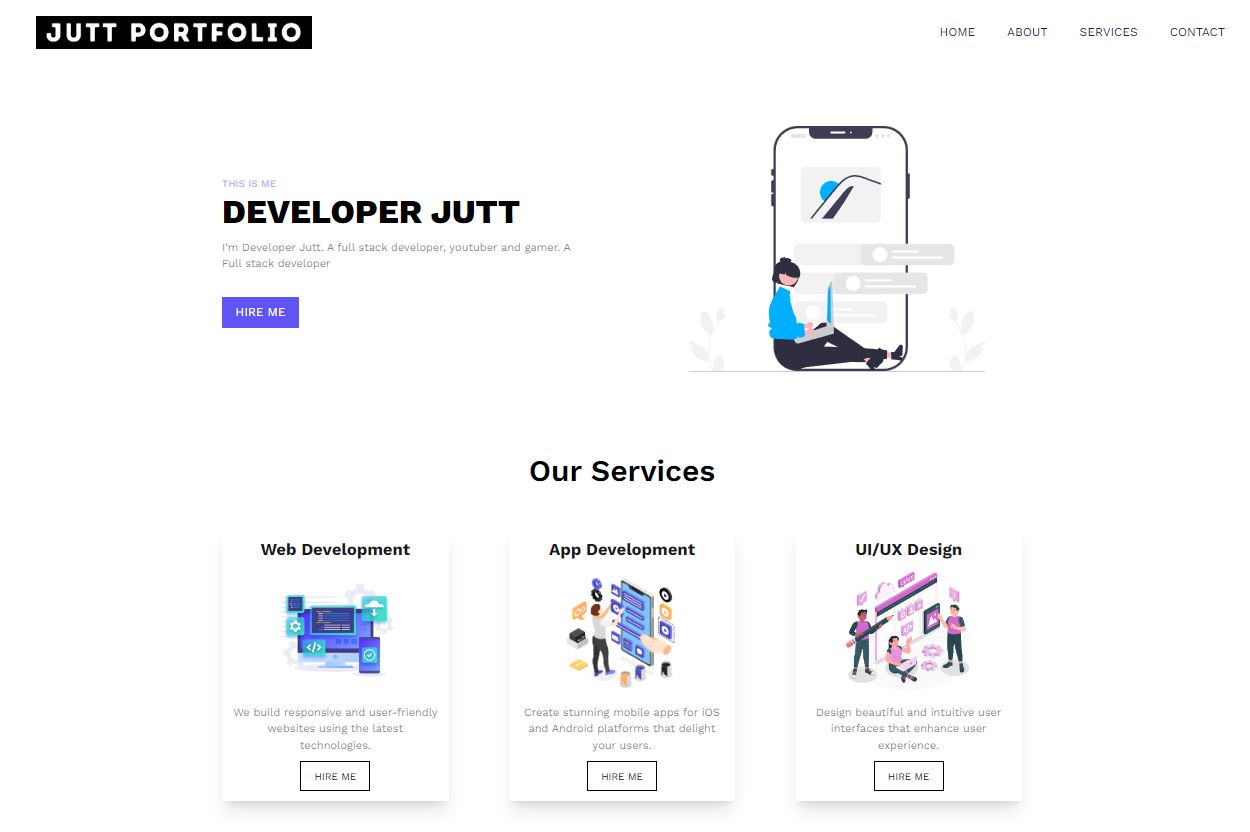 JUTT PORTFOLIO
HOME ABOUT SERVICES CONTACT
THIS IS ME
DEVELOPER JUTT
I'm Developer Jutt. A full stack developer, youtuber and gamer. A
Full stack developer
HIRE ME
Our Services
Web Development
</>
We build responsive and user-friendly
websites using the latest
technologies.
HIRE ME
App Development
Create stunning mobile apps for iOS
and Android platforms that delight
your users.
HIRE ME
UI/UX Design
Design beautiful and intuitive user
interfaces that enhance user
experience.
HIRE ME